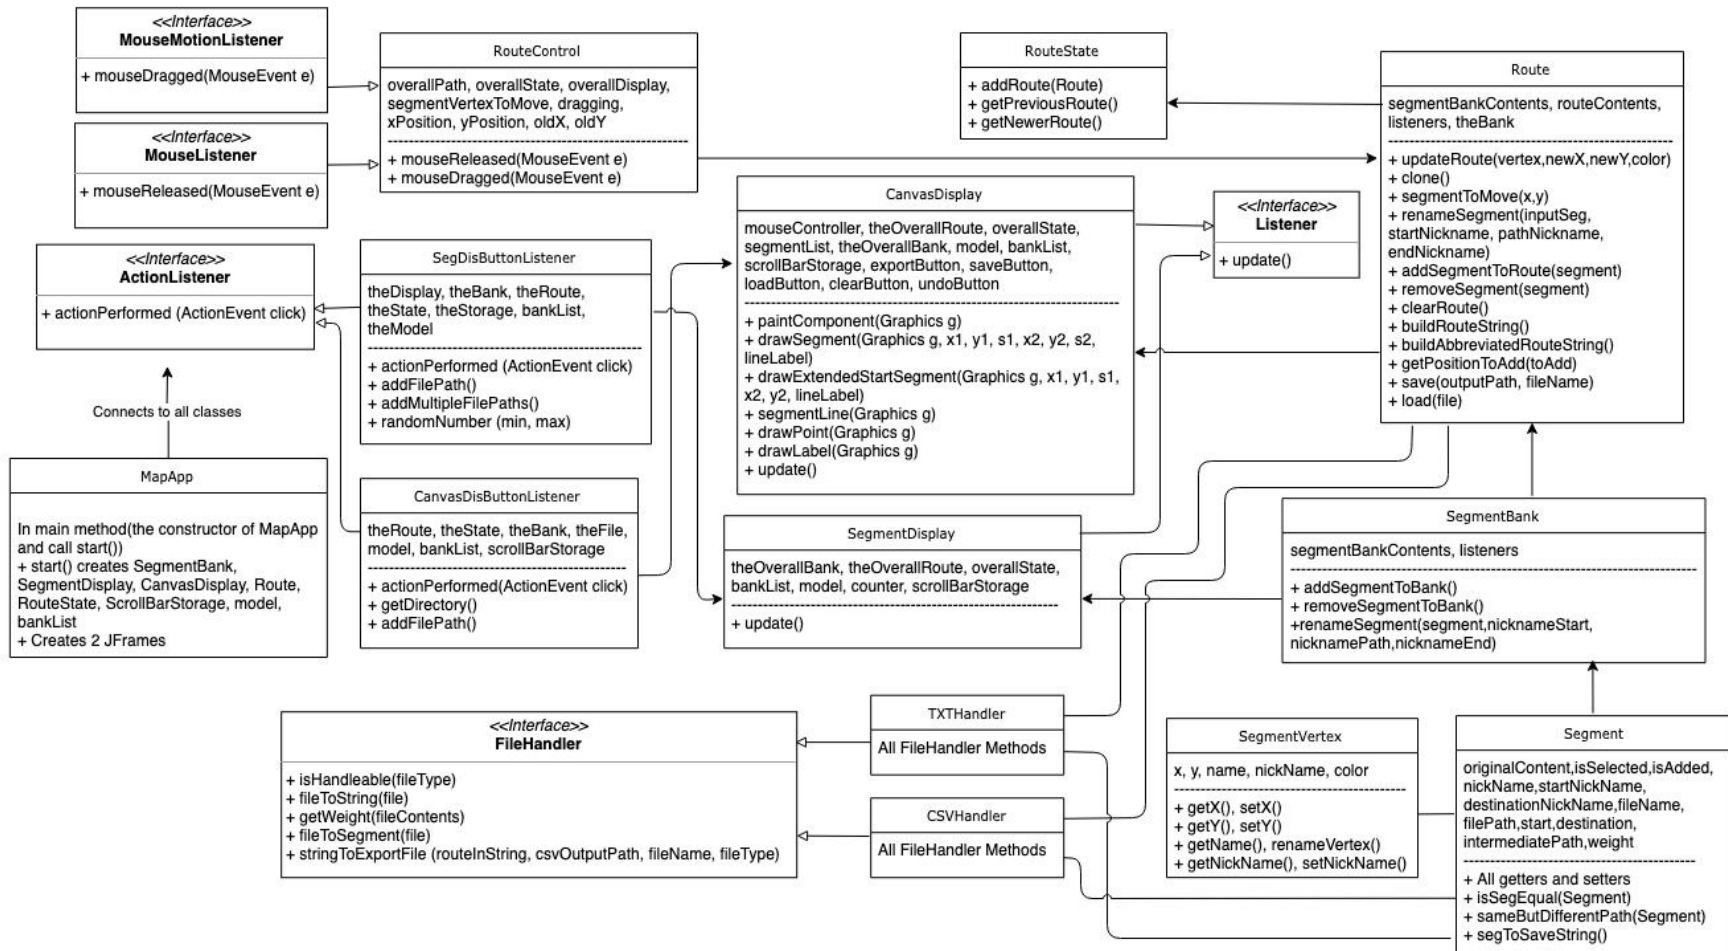 <<Interface>>
MouseMotionListener
+ mouseDragged(MouseEvent e)
<<Interface>>
MouseListener
+ mouseReleased(MouseEvent e)
RouteControl
overallPath, overallState, overallDisplay,
segmentVertexToMove, dragging,
xPosition, yPosition, oldX, oldY
+ mouseReleased(MouseEvent e)
+ mouseDragged(MouseEvent e)
RouteState
+ addRoute(Route)
+ getPreviousRoute()
+ getNewerRoute()
Route
segmentBankContents, routeContents,
listeners, theBank
+ updateRoute(vertex,newX,newY,color)
+ clone()
+ segmentToMove(x,y)
+ renameSegment(inputSeg,
startNickname, pathNickname,
endNickname)
+ addSegmentToRoute(segment)
+ removeSegment(segment)
+ clearRoute()
+ buildRouteString()
+ buildAbbreviatedRouteString()
+ getPositionToAdd(toAdd)
+ save(outputPath, fileName)
+ load(file)
<<Interface>>
ActionListener
+ actionPerformed (ActionEvent click)
SegDisButtonListener
theDisplay, theBank, theRoute,
theState, theStorage, bankList,
theModel
+ actionPerformed (ActionEvent click)
+ addFilePath()
+ addMultipleFilePaths()
+ randomNumber (min, max)
CanvasDisplay
mouseController, theOverallRoute, overallState,
segmentList, theOverallBank, model, bankList,
scrollBarStorage, exportButton, saveButton,
loadButton, clearButton, undoButton
+ paintComponent(Graphics g)
+ drawSegment(Graphics g, x1, y1, s1, x2, y2, s2,
lineLabel)
+ drawExtendedStartSegment(Graphics g, x1, y1, s1,
x2, y2, lineLabel)
+ segmentLine(Graphics g)
+ drawPoint(Graphics g)
+ drawLabel(Graphics g)
+ update()
<<Interface>>
Listener
+ update()
Connects to all classes
MapApp
In main method(the constructor of MapApp
and call start())
+ start() creates SegmentBank,
SegmentDisplay, CanvasDisplay, Route,
RouteState, ScrollBarStorage, model,
bankList
+ Creates 2 JFrames
CanvasDisButtonListener
theRoute, theState, theBank, theFile,
model, bankList, scrollBarStorage
+ actionPerformed(ActionEvent click)
+ getDirectory()
+ addFilePath()
SegmentDisplay
theOverallBank, theOverallRoute, overallState,
bankList, model, counter, scrollBarStorage
+ update()
SegmentBank
segmentBankContents, listeners
+ addSegmentToBank()
+ removeSegmentToBank()
+renameSegment(segment,nicknameStart,
nicknamePath,nicknameEnd)
<<Interface>>
FileHandler
+ isHandleable(fileType)
+ fileToString(file)
+ getWeight(fileContents)
+ fileToSegment(file)
+ stringToExportFile (routeInString, csvOutputPath, fileName, fileType)
TXTHandler
All FileHandler Methods
CSVHandler
All FileHandler Methods
SegmentVertex
x, y, name, nickName, color
+ getX(), setX()
+ getY(), setY()
+ getName(), renameVertex()
+ getNickName(), setNickName()
Segment
originalContent,isSelected,isAdded,
nickName,startNickName,
destinationNickName,fileName,
filePath,start,destination,
intermediatePath,weight
+ All getters and setters
+ isSegEqual(Segment)
+ sameButDifferentPath(Segment)
+ segToSaveString()